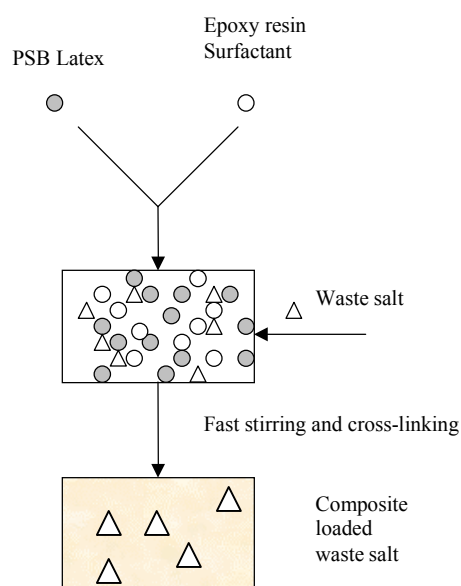 PSB Latex
Epoxy resin
Surfactant
Waste salt
Fast stirring and cross-linking
Composite
loaded
waste salt